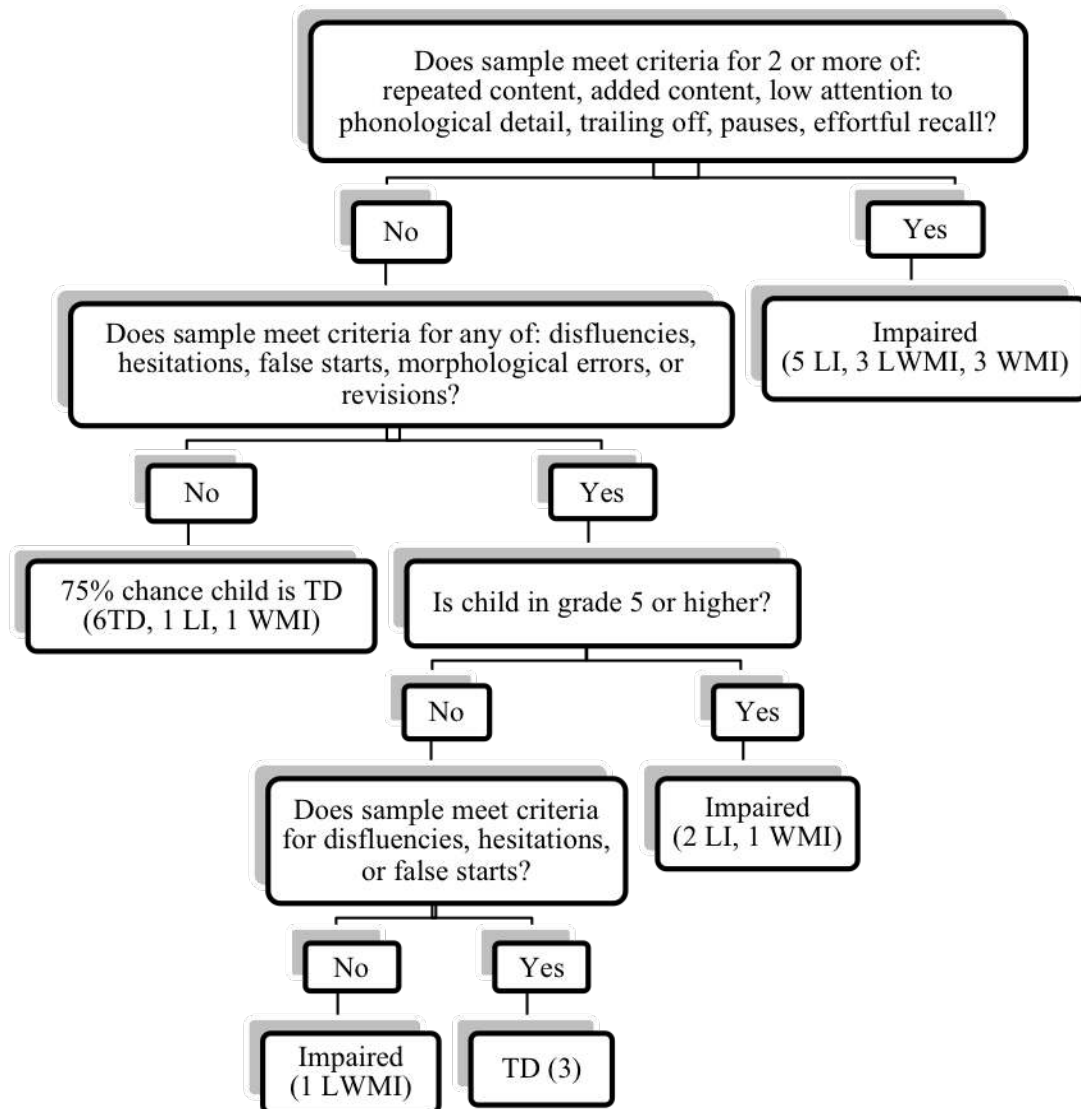 Does sample meet criteria for 2 or more of:
repeated content, added content, low attention to
phonological detail, trailing off, pauses, effortful recall?
No
Yes
Does sample meet criteria for any of: disfluencies,
hesitations, false starts, morphological errors, or
revisions?
Impaired
(5 LI, 3 LWMI, 3 WMI)
No
Yes
75% chance child is TD
(6TD, 1 LI, 1 WMI)
Is child in grade 5 or higher?
No
Yes
Does sample meet criteria
for disfluencies, hesitations,
or false starts?
Impaired
(2 LI, 1 WMI)
No
Yes
Impaired
(1 LWMI)
TD (3)